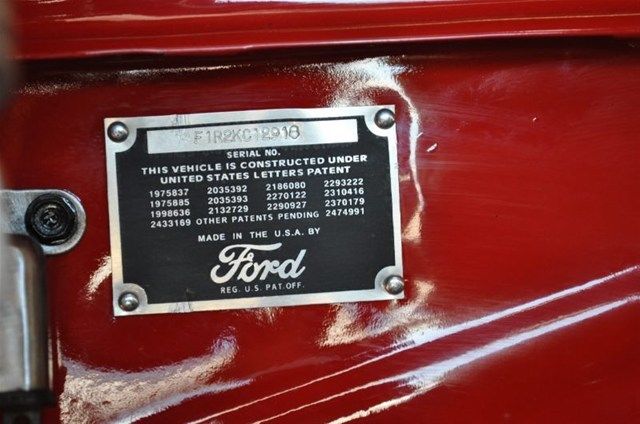 F1R2KC12918
SERIAL NO.
THIS VEHICLE IS CONSTRUCTED UNDER
UNITED STATES LETTERS PATENT
1975837 2035392 2186080 2293222
1975885 2035393 2270122 2310416
1998636 2132729 2290927 2370179
2433169 OTHER PATENTS PENDING 2474991
MADE IN THE U.S.A. BY
Ford
REG. U.S. PAT. OFF.